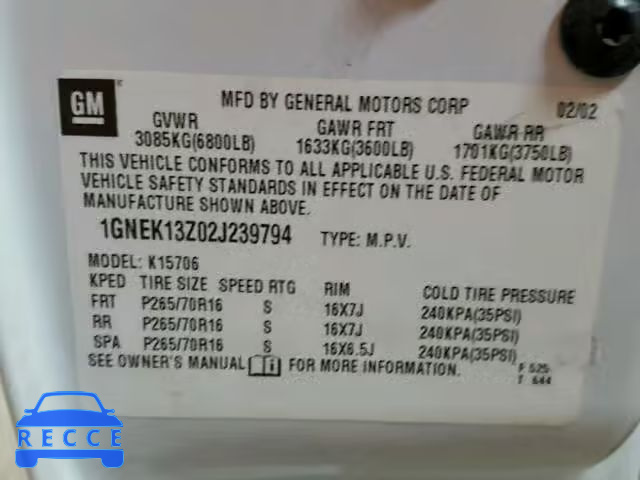 GM
MFD BY GENERAL MOTORS CORP 02/02
GVWR GAWR FRT GAWR RR
3085KG(6800LB) 1633KG(3600LB) 1701KG(3750LB)
THIS VEHICLE CONFORMS TO ALL APPLICABLE U.S. FEDERAL MOTOR
VEHICLE SAFETY STANDARDS IN EFFECT ON THE DATE OF
MANUFACTURE SHOWN ABOVE.
1GNEK13Z02J239794 TYPE: M.P.V.
MODEL: K15706
KPED TIRE SIZE SPEED RTG RIM COLD TIRE PRESSURE
FRT P265/70R16 S 16X7J 240KPA(35PSI)
RR P265/70R16 S 16X7J 240KPA(35PSI)
SPA P265/70R16 S 16X6.5J 240KPA(35PSI)
SEE OWNER'S MANUAL FOR MORE INFORMATION. F 525
T 644
RECCE